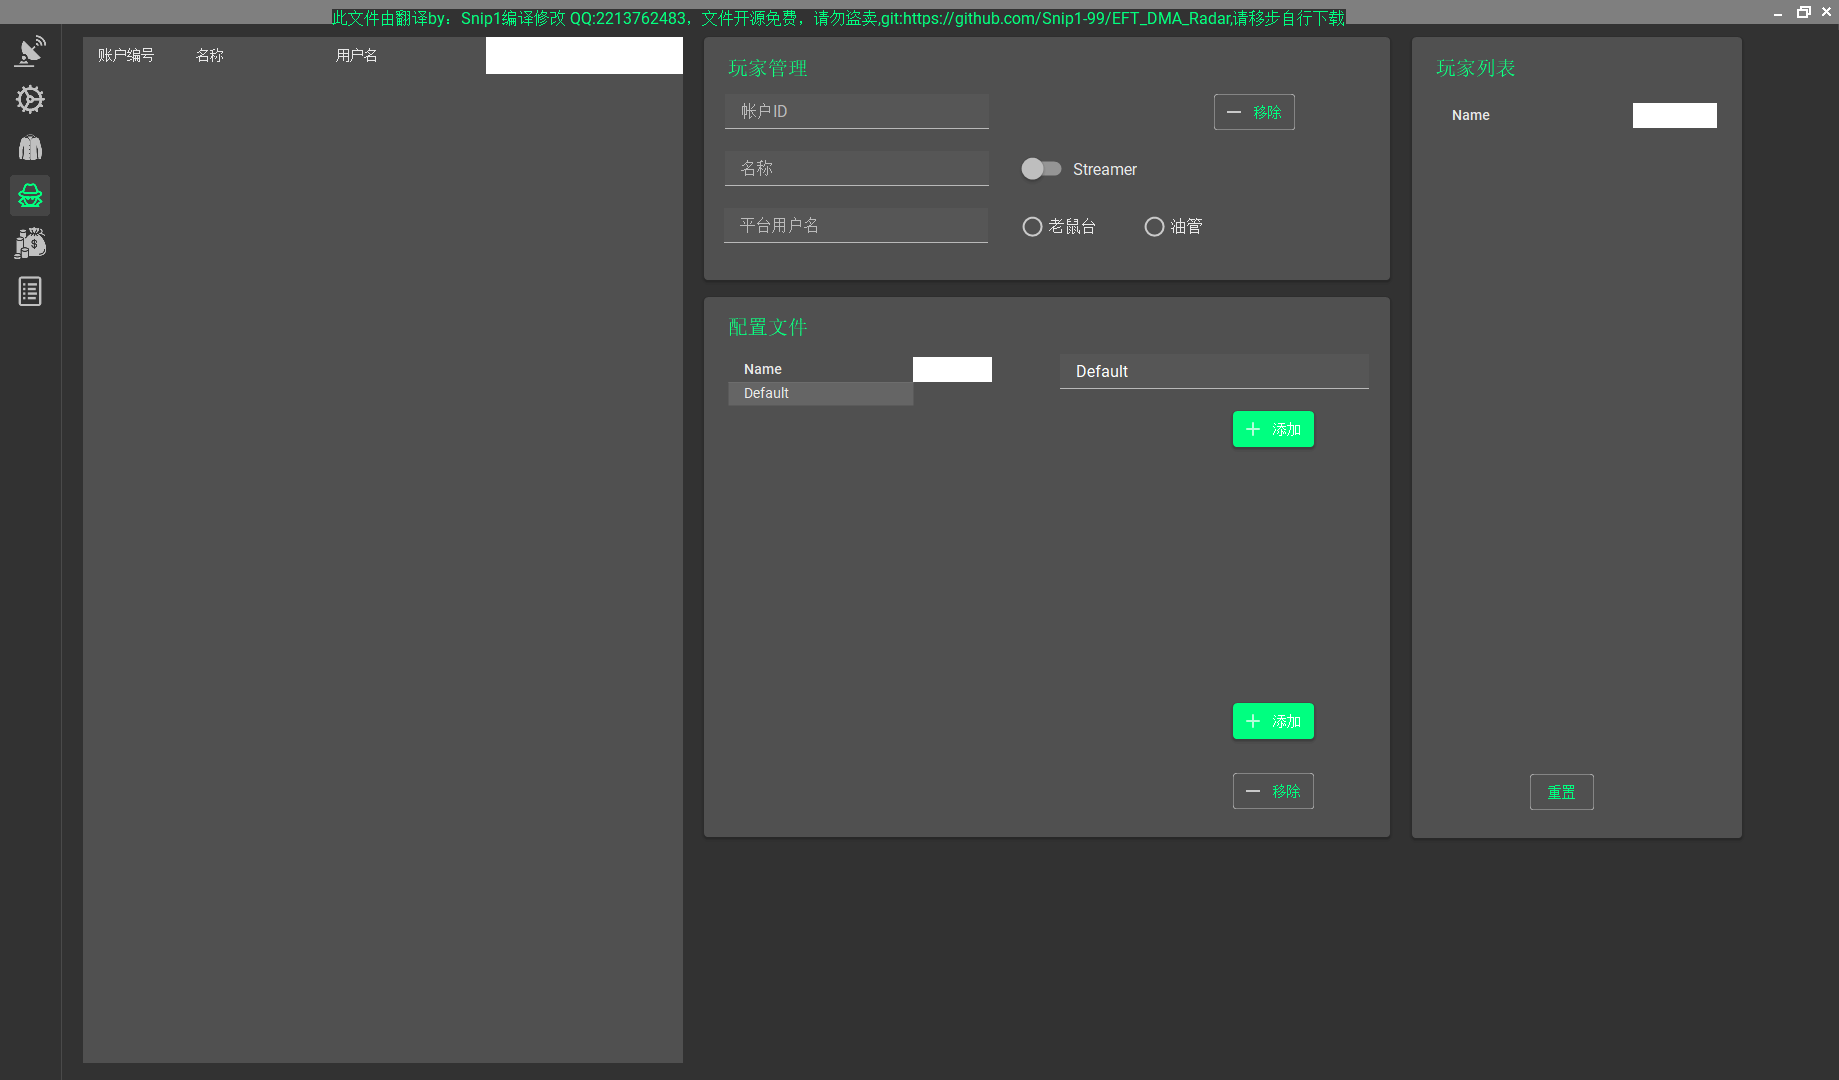 此文件由翻译by：Snip1编译修改 QQ:2213762483，文件开源免费，请勿盗卖,git:https://github.com/Snip1-99/EFT_DMA_Radar,请移步自行下载
账户编号 名称 用户名
玩家管理
帐户ID
移除
名称
Streamer
平台用户名
老鼠台
油管
配置文件
Name
Default
Default
添加
添加
移除
玩家列表
Name
重置